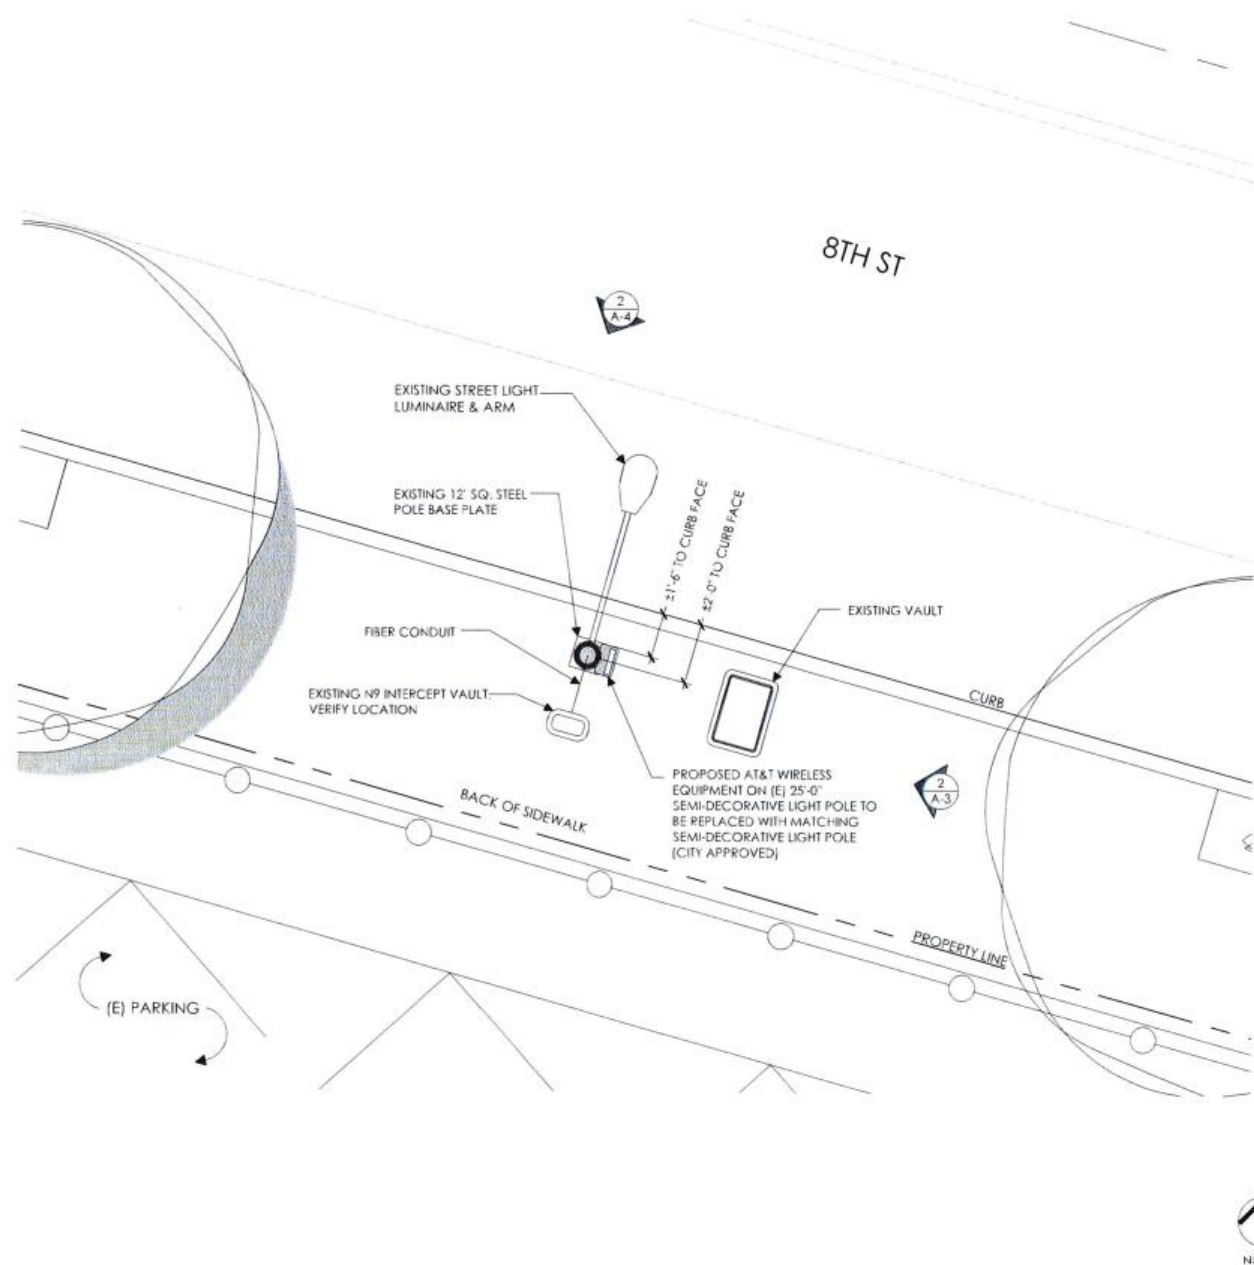 8TH ST
2
A-4
EXISTING STREET LIGHT
LUMINAIRE & ARM
EXISTING 12" SQ. STEEL
POLE BASE PLATE
±1'-6" TO CURB FACE
±2'-0" TO CURB FACE
EXISTING VAULT
FIBER CONDUIT
EXISTING N9 INTERCEPT VAULT.
VERIFY LOCATION
CURB
PROPOSED AT&T WIRELESS
EQUIPMENT ON (E) 25'-0"
SEMI-DECORATIVE LIGHT POLE TO
BE REPLACED WITH MATCHING
SEMI-DECORATIVE LIGHT POLE
(CITY APPROVED)
2
A-3
BACK OF SIDEWALK
PROPERTY LINE
(E) PARKING